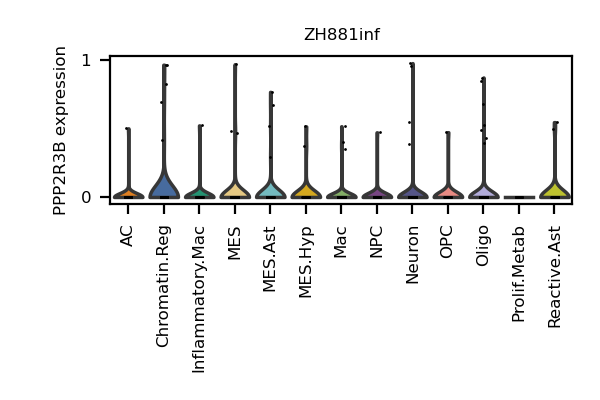 ZH881inf
PPP2R3B expression
1
0
AC
Chromatin.Reg
Inflammatory.Mac
MES
MES.Ast
MES.Hyp
Mac
NPC
Neuron
OPC
Oligo
Prolif.Metab
Reactive.Ast